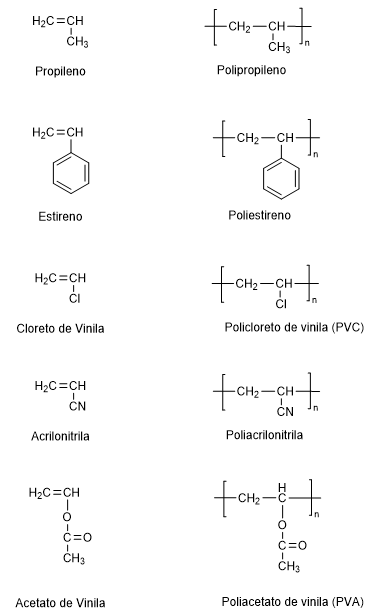 H₂C=CH
CH₃
Propileno
CH₂
CH
CH₃
n
Polipropileno
H₂C=CH
Estireno
CH₂
CH
n
Poliestireno
H₂C=CH
Cl
Cloreto de Vinila
CH₂
CH
Cl
n
Policloreto de vinila (PVC)
H₂C=CH
CN
Acrilonitrila
CH₂
CH
CN
n
Poliacrilonitrila
H₂C=CH
O
C=O
CH₃
Acetato de Vinila
CH₂
C
H
n
O
C=O
CH₃
Poliacetato de vinila (PVA)